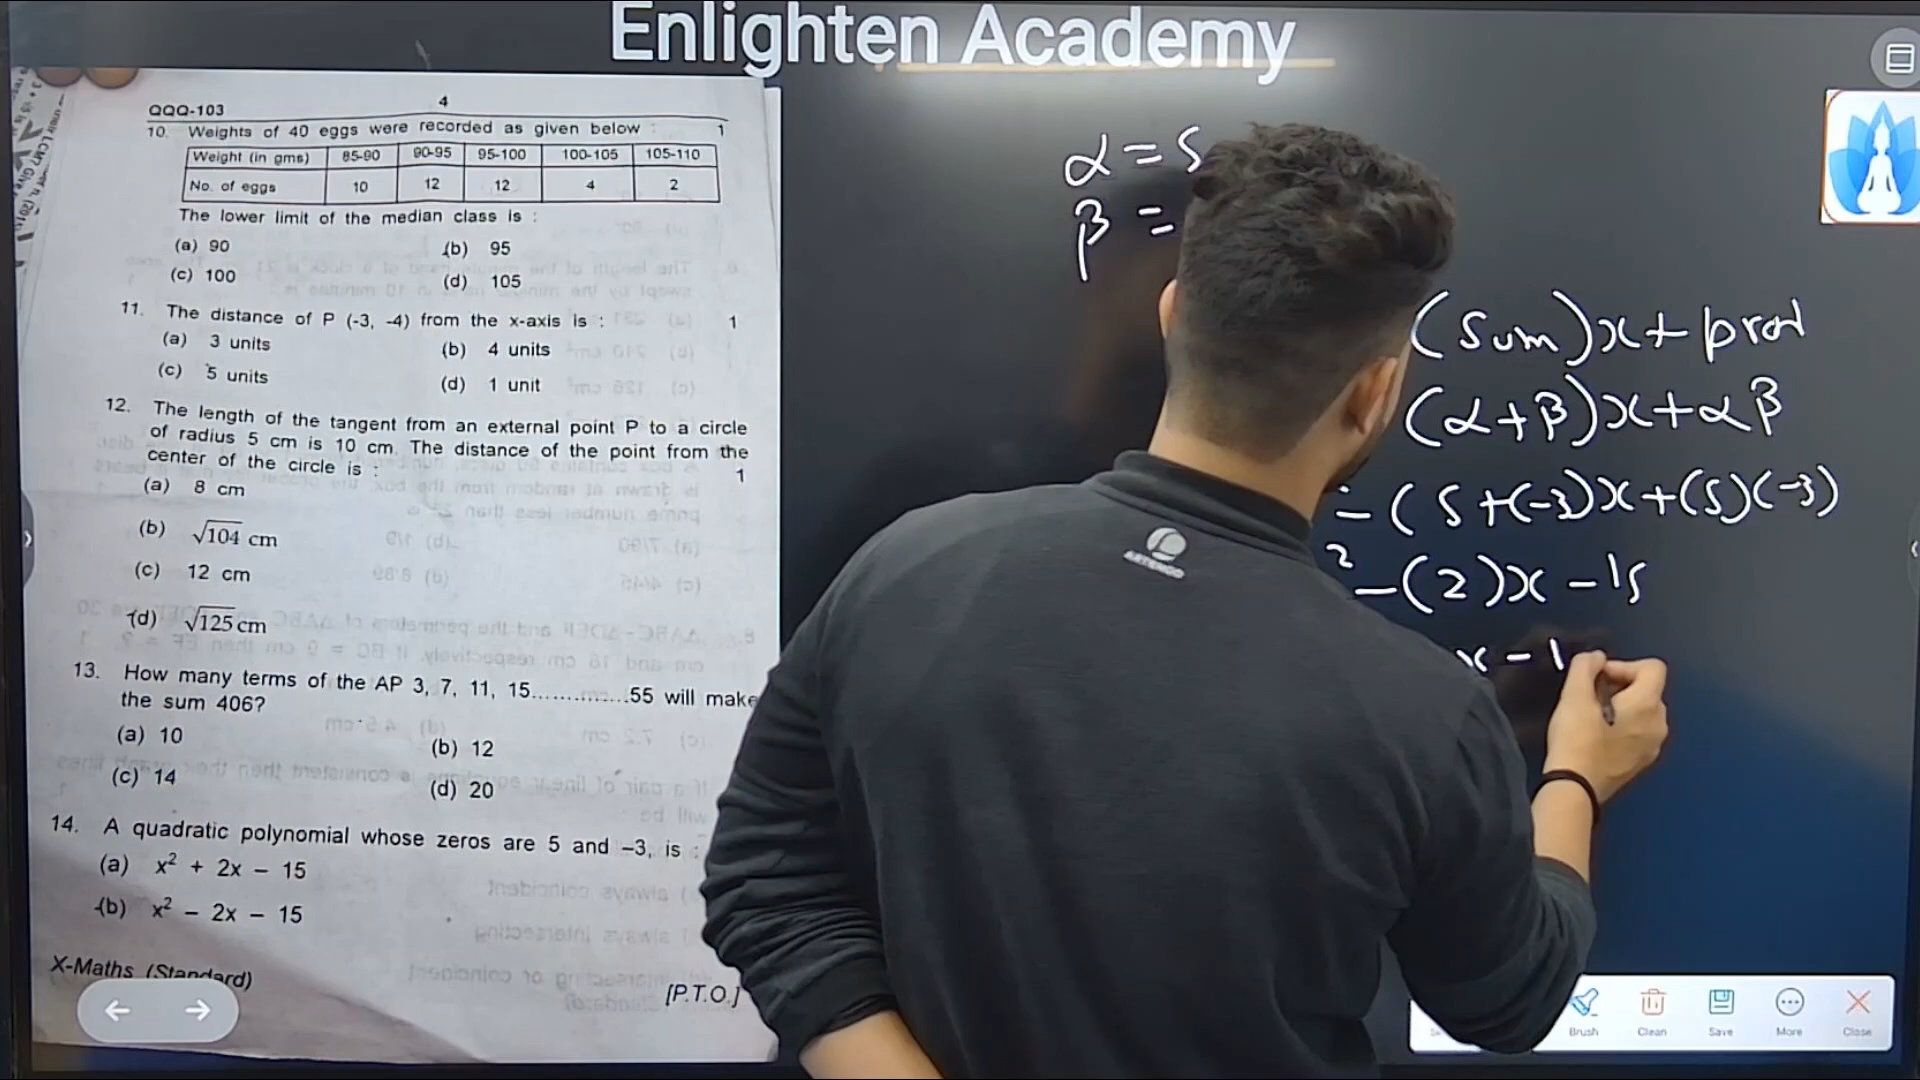 Enlighten Academy
QQQ-103
4
10. Weights of 40 eggs were recorded as given below : 1
Weight (in gms) 85-90 90-95 95-100 100-105 105-110
No. of eggs 10 12 12 4 2
The lower limit of the median class is :
(a) 90 (b) 95
(c) 100 (d) 105
11. The distance of P (-3, -4) from the x-axis is : 1
(a) 3 units (b) 4 units
(c) 5 units (d) 1 unit
12. The length of the tangent from an external point P to a circle
of radius 5 cm is 10 cm. The distance of the point from the
center of the circle is : 1
(a) 8 cm
(b) √104 cm
(c) 12 cm
(d) √125 cm
13. How many terms of the AP 3, 7, 11, 15..............55 will make
the sum 406?
(a) 10 (b) 12
(c) 14 (d) 20
14. A quadratic polynomial whose zeros are 5 and –3, is :
(a) x² + 2x – 15
(b) x² – 2x – 15
X-Maths (Standard)
[P.T.O.]
α = 5
β =
(Sum)x + prod
(α+β)x + αβ
– (5+(-3)x + (5)(-3)
² – (2)x – 15
x – 1
ARTENGO
Brush Clean Save More Close